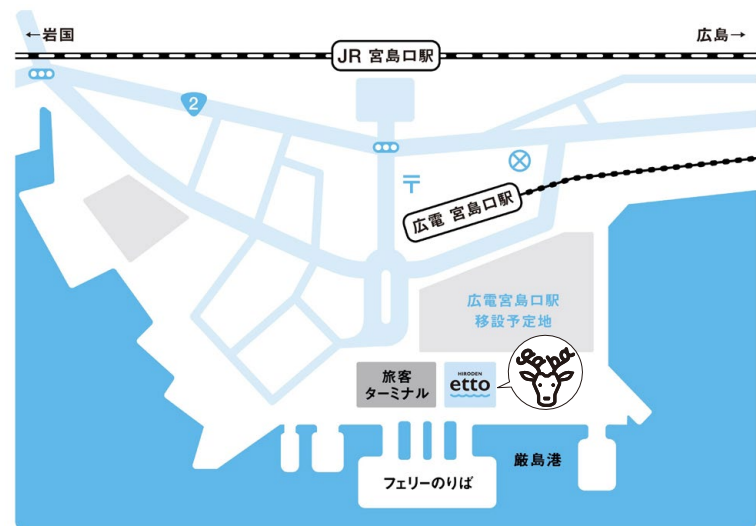 ←岩国
広島→
JR 宮島口駅
2
〒
広電 宮島口駅
広電宮島口駅
移設予定地
旅客
ターミナル
HIRODEN
etto
フェリーのりば
厳島港